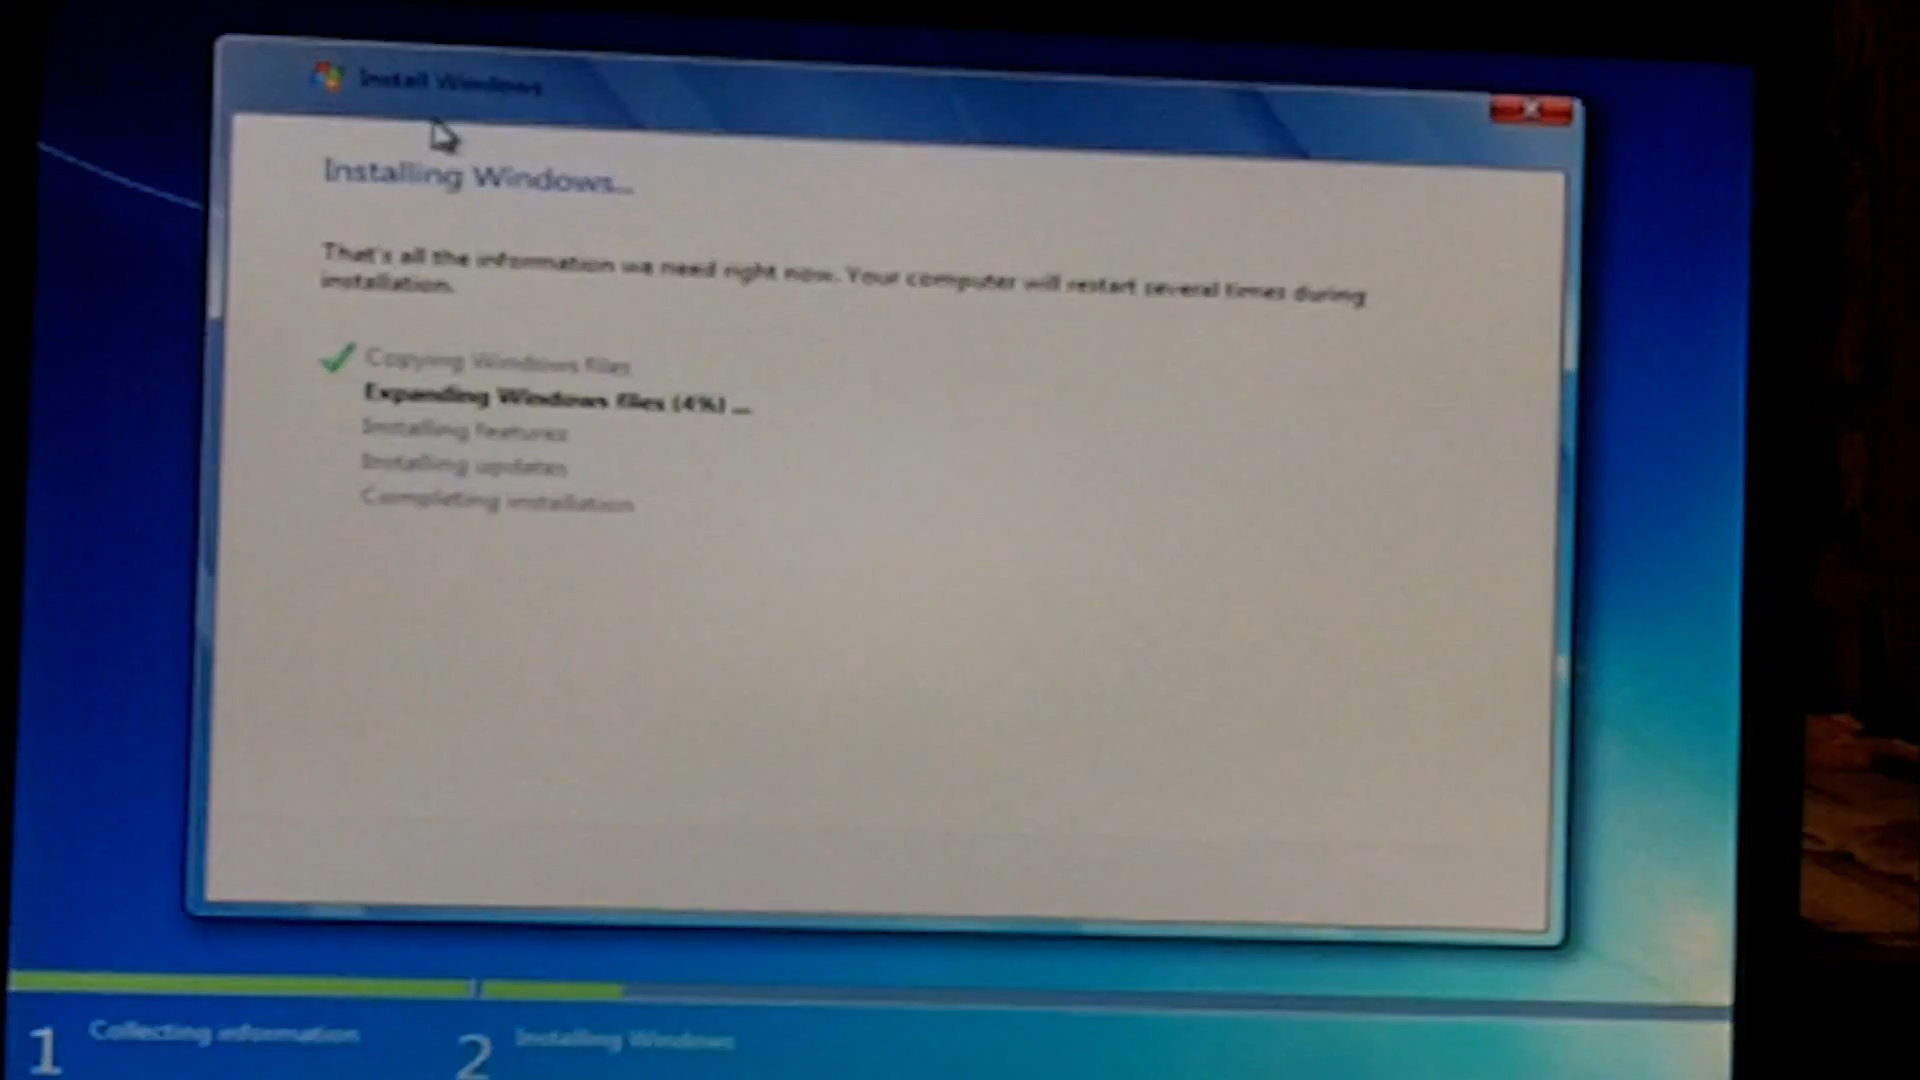 Install Windows
Installing Windows...
That's all the information we need right now. Your computer will restart several times during
installation.
Copying Windows files
Expanding Windows files (4%) ...
Installing features
Installing updates
Completing installation
1 Collecting information
2 Installing Windows